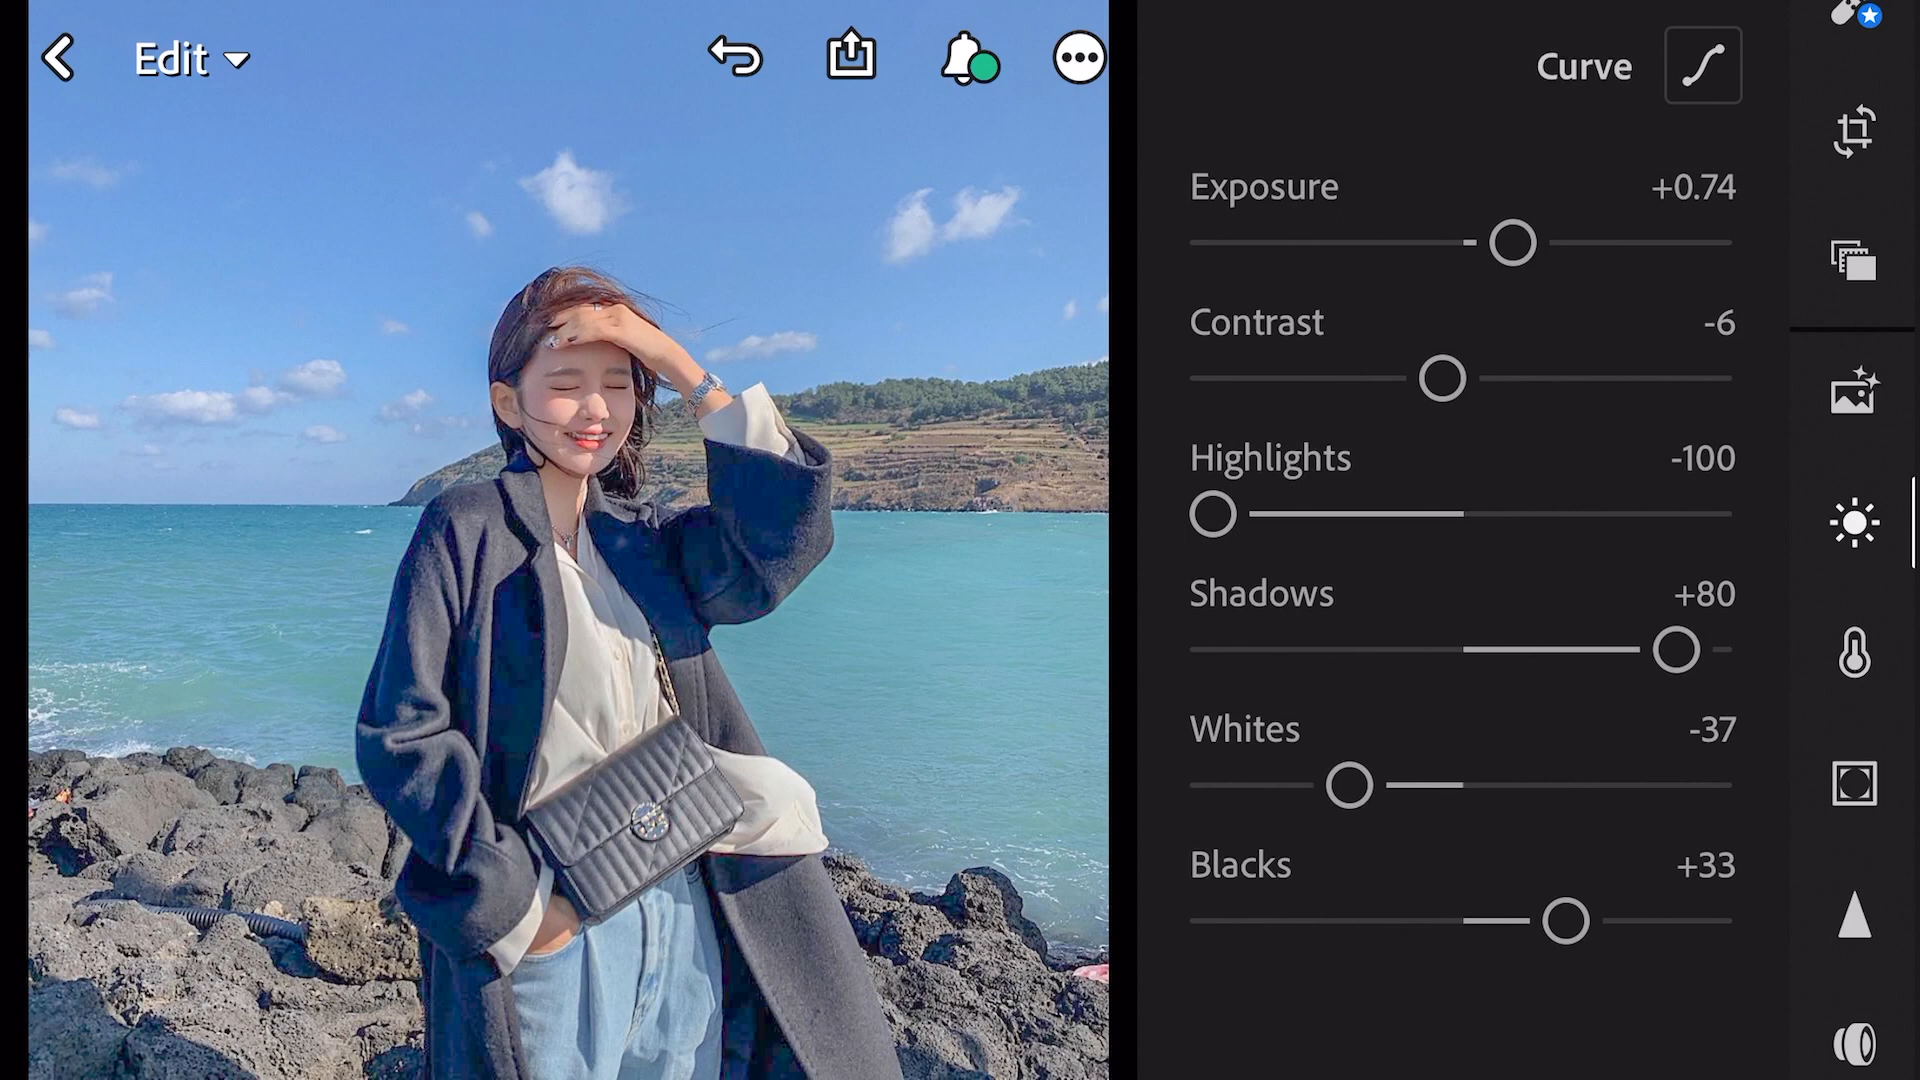 Edit
Curve
Exposure +0.74
Contrast -6
Highlights -100
Shadows +80
Whites -37
Blacks +33